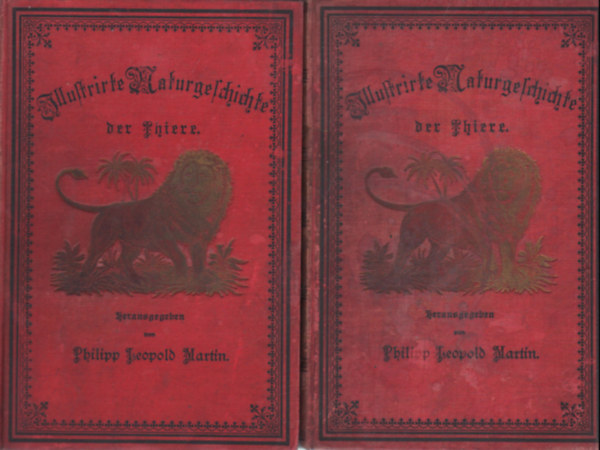 Illustrirte Naturgeschichte
der Thiere.
Herausgegeben
von
Philipp Leopold Martin.
Illustrirte Naturgeschichte
der Thiere.
Herausgegeben
von
Philipp Leopold Martin.